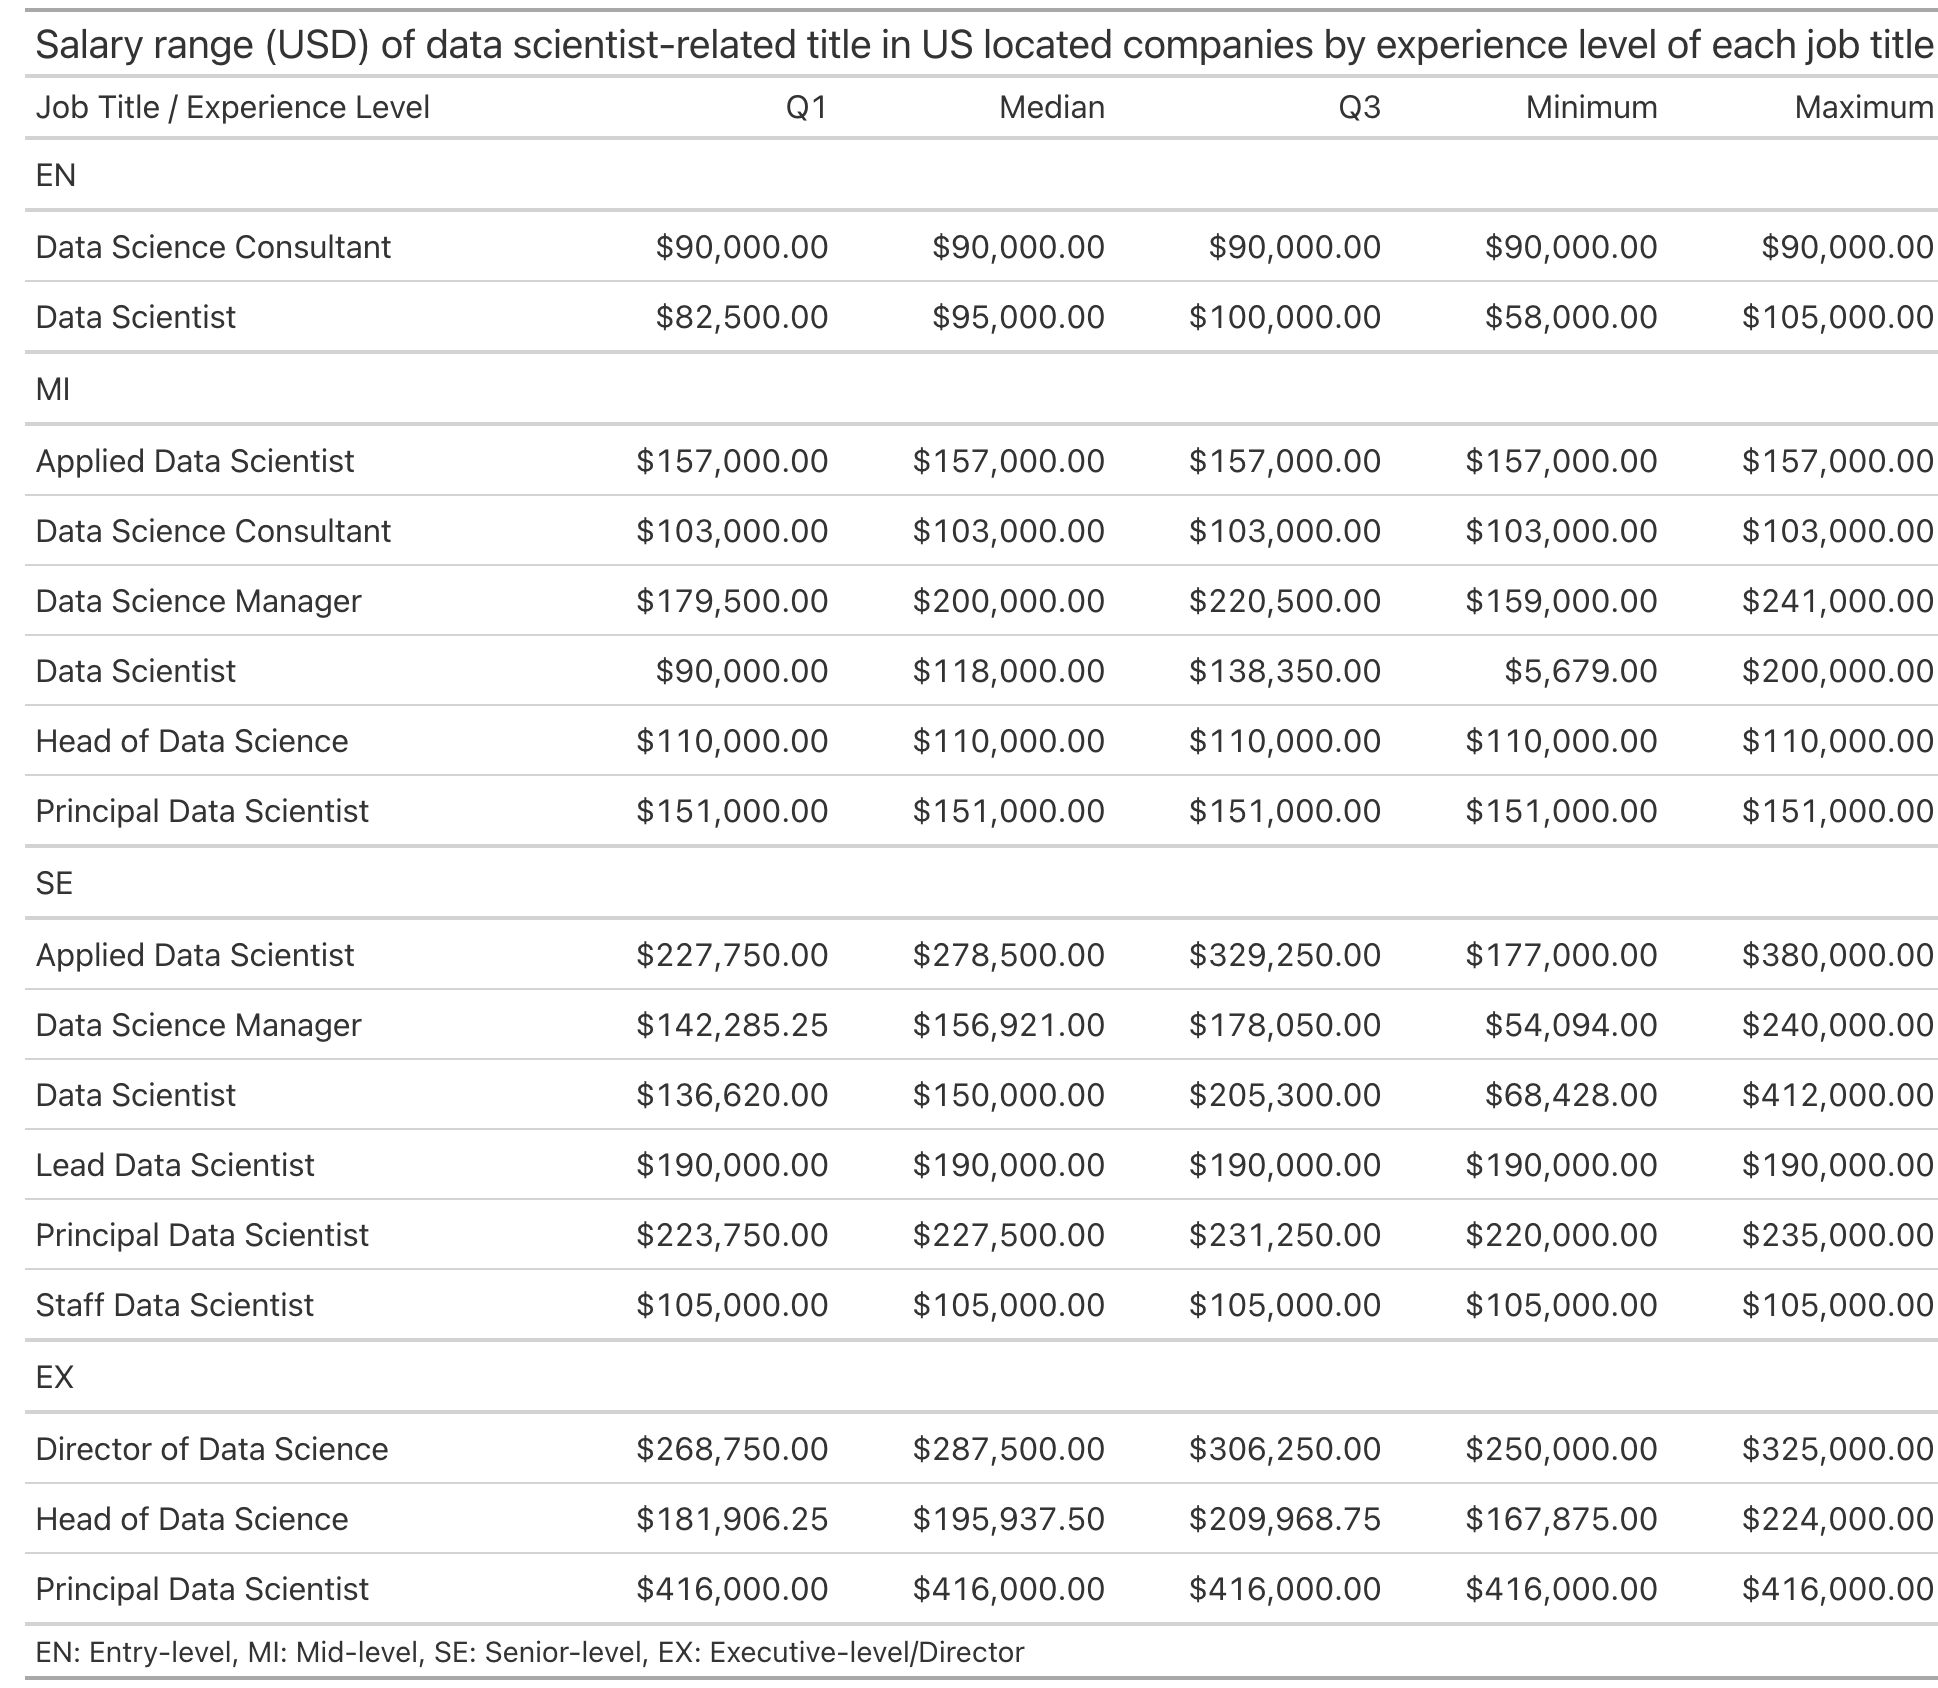 Salary range (USD) of data scientist-related title in US located companies by experience level of each job title
Job Title / Experience Level Q1 Median Q3 Minimum Maximum
EN
Data Science Consultant $90,000.00 $90,000.00 $90,000.00 $90,000.00 $90,000.00
Data Scientist $82,500.00 $95,000.00 $100,000.00 $58,000.00 $105,000.00
MI
Applied Data Scientist $157,000.00 $157,000.00 $157,000.00 $157,000.00 $157,000.00
Data Science Consultant $103,000.00 $103,000.00 $103,000.00 $103,000.00 $103,000.00
Data Science Manager $179,500.00 $200,000.00 $220,500.00 $159,000.00 $241,000.00
Data Scientist $90,000.00 $118,000.00 $138,350.00 $5,679.00 $200,000.00
Head of Data Science $110,000.00 $110,000.00 $110,000.00 $110,000.00 $110,000.00
Principal Data Scientist $151,000.00 $151,000.00 $151,000.00 $151,000.00 $151,000.00
SE
Applied Data Scientist $227,750.00 $278,500.00 $329,250.00 $177,000.00 $380,000.00
Data Science Manager $142,285.25 $156,921.00 $178,050.00 $54,094.00 $240,000.00
Data Scientist $136,620.00 $150,000.00 $205,300.00 $68,428.00 $412,000.00
Lead Data Scientist $190,000.00 $190,000.00 $190,000.00 $190,000.00 $190,000.00
Principal Data Scientist $223,750.00 $227,500.00 $231,250.00 $220,000.00 $235,000.00
Staff Data Scientist $105,000.00 $105,000.00 $105,000.00 $105,000.00 $105,000.00
EX
Director of Data Science $268,750.00 $287,500.00 $306,250.00 $250,000.00 $325,000.00
Head of Data Science $181,906.25 $195,937.50 $209,968.75 $167,875.00 $224,000.00
Principal Data Scientist $416,000.00 $416,000.00 $416,000.00 $416,000.00 $416,000.00
EN: Entry-level, MI: Mid-level, SE: Senior-level, EX: Executive-level/Director